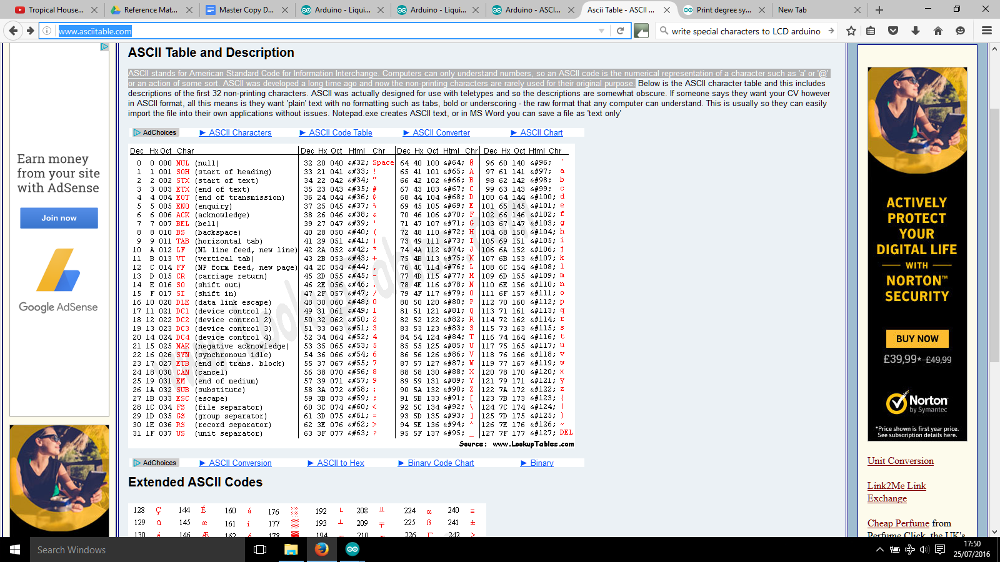 Tropical House...
Reference Mat...
Master Copy D...
Arduino - Liqui...
Arduino - Liqui...
Arduino - ASCI...
Ascii Table - ASCII ...
Print degree sy...
New Tab
www.asciitable.com
write special characters to LCD arduino
ASCII Table and Description
ASCII stands for American Standard Code for Information Interchange. Computers can only understand numbers, so an ASCII code is the numerical representation of a character such as 'a' or '@'
or an action of some sort. ASCII was developed a long time ago and now the non-printing characters are rarely used for their original purpose. Below is the ASCII character table and this includes
descriptions of the first 32 non-printing characters. ASCII was actually designed for use with teletypes and so the descriptions are somewhat obscure. If someone says they want your CV however
in ASCII format, all this means is they want 'plain' text with no formatting such as tabs, bold or underscoring - the raw format that any computer can understand. This is usually so they can easily
import the file into their own applications without issues. Notepad.exe creates ASCII text, or in MS Word you can save a file as 'text only'
AdChoices ► ASCII Characters ► ASCII Code Table ► ASCII Converter ► ASCII Chart
Dec Hx Oct Char Dec Hx Oct Html Chr Dec Hx Oct Html Chr Dec Hx Oct Html Chr
0 0 000 NUL (null) 32 20 040 &#32; Space 64 40 100 &#64; @ 96 60 140 &#96; `
1 1 001 SOH (start of heading) 33 21 041 &#33; ! 65 41 101 &#65; A 97 61 141 &#97; a
2 2 002 STX (start of text) 34 22 042 &#34; " 66 42 102 &#66; B 98 62 142 &#98; b
3 3 003 ETX (end of text) 35 23 043 &#35; # 67 43 103 &#67; C 99 63 143 &#99; c
4 4 004 EOT (end of transmission) 36 24 044 &#36; $ 68 44 104 &#68; D 100 64 144 &#100; d
5 5 005 ENQ (enquiry) 37 25 045 &#37; % 69 45 105 &#69; E 101 65 145 &#101; e
6 6 006 ACK (acknowledge) 38 26 046 &#38; & 70 46 106 &#70; F 102 66 146 &#102; f
7 7 007 BEL (bell) 39 27 047 &#39; ' 71 47 107 &#71; G 103 67 147 &#103; g
8 8 010 BS (backspace) 40 28 050 &#40; ( 72 48 110 &#72; H 104 68 150 &#104; h
9 9 011 TAB (horizontal tab) 41 29 051 &#41; ) 73 49 111 &#73; I 105 69 151 &#105; i
10 A 012 LF (NL line feed, new line) 42 2A 052 &#42; * 74 4A 112 &#74; J 106 6A 152 &#106; j
11 B 013 VT (vertical tab) 43 2B 053 &#43; + 75 4B 113 &#75; K 107 6B 153 &#107; k
12 C 014 FF (NP form feed, new page) 44 2C 054 &#44; , 76 4C 114 &#76; L 108 6C 154 &#108; l
13 D 015 CR (carriage return) 45 2D 055 &#45; - 77 4D 115 &#77; M 109 6D 155 &#109; m
14 E 016 SO (shift out) 46 2E 056 &#46; . 78 4E 116 &#78; N 110 6E 156 &#110; n
15 F 017 SI (shift in) 47 2F 057 &#47; / 79 4F 117 &#79; O 111 6F 157 &#111; o
16 10 020 DLE (data link escape) 48 30 060 &#48; 0 80 50 120 &#80; P 112 70 160 &#112; p
17 11 021 DC1 (device control 1) 49 31 061 &#49; 1 81 51 121 &#81; Q 113 71 161 &#113; q
18 12 022 DC2 (device control 2) 50 32 062 &#50; 2 82 52 122 &#82; R 114 72 162 &#114; r
19 13 023 DC3 (device control 3) 51 33 063 &#51; 3 83 53 123 &#83; S 115 73 163 &#115; s
20 14 024 DC4 (device control 4) 52 34 064 &#52; 4 84 54 124 &#84; T 116 74 164 &#116; t
21 15 025 NAK (negative acknowledge) 53 35 065 &#53; 5 85 55 125 &#85; U 117 75 165 &#117; u
22 16 026 SYN (synchronous idle) 54 36 066 &#54; 6 86 56 126 &#86; V 118 76 166 &#118; v
23 17 027 ETB (end of trans. block) 55 37 067 &#55; 7 87 57 127 &#87; W 119 77 167 &#119; w
24 18 030 CAN (cancel) 56 38 070 &#56; 8 88 58 130 &#88; X 120 78 170 &#120; x
25 19 031 EM (end of medium) 57 39 071 &#57; 9 89 59 131 &#89; Y 121 79 171 &#121; y
26 1A 032 SUB (substitute) 58 3A 072 &#58; : 90 5A 132 &#90; Z 122 7A 172 &#122; z
27 1B 033 ESC (escape) 59 3B 073 &#59; ; 91 5B 133 &#91; [ 123 7B 173 &#123; {
28 1C 034 FS (file separator) 60 3C 074 &#60; < 92 5C 134 &#92; \ 124 7C 174 &#124; |
29 1D 035 GS (group separator) 61 3D 075 &#61; = 93 5D 135 &#93; ] 125 7D 175 &#125; }
30 1E 036 RS (record separator) 62 3E 076 &#62; > 94 5E 136 &#94; ^ 126 7E 176 &#126; ~
31 1F 037 US (unit separator) 63 3F 077 &#63; ? 95 5F 137 &#95; _ 127 7F 177 &#127; DEL
Source: www.LookupTables.com
AdChoices ► ASCII Conversion ► ASCII to Hex ► Binary Code Chart ► Binary
Extended ASCII Codes
128 Ç 144 É 160 á 176 ░ 192 └ 208 ╨ 224 α 240 ≡
129 ü 145 æ 161 í 177 ▒ 193 ┴ 209 ╤ 225 ß 241 ±
130 é 146 Æ 162 ó 178 ▓ 194 ┬ 210 ╥ 226 Γ 242 ≥
Earn money
from your site
with AdSense
Join now
Google AdSense
ACTIVELY
PROTECT
YOUR
DIGITAL LIFE
WITH
NORTON™
SECURITY
BUY NOW
£39,99* £49,99
Norton
by Symantec
*Price shown is first year price.
See subscription details here.
Unit Conversion
Link2Me Link
Exchange
Cheap Perfume from
Perfume Click, the UK's
Search Windows
17:50
25/07/2016